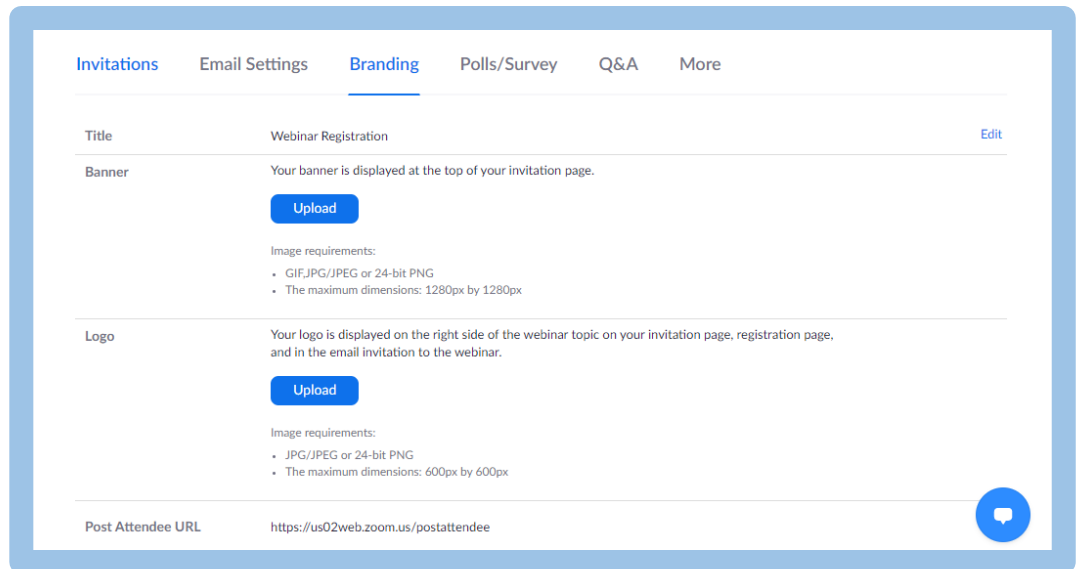 Invitations Email Settings Branding Polls/Survey Q&A More
Title Webinar Registration Edit
Banner Your banner is displayed at the top of your invitation page.
Upload
Image requirements:
• GIF,JPG/JPEG or 24-bit PNG
• The maximum dimensions: 1280px by 1280px
Logo Your logo is displayed on the right side of the webinar topic on your invitation page, registration page,
and in the email invitation to the webinar.
Upload
Image requirements:
• JPG/JPEG or 24-bit PNG
• The maximum dimensions: 600px by 600px
Post Attendee URL https://us02web.zoom.us/postattendee